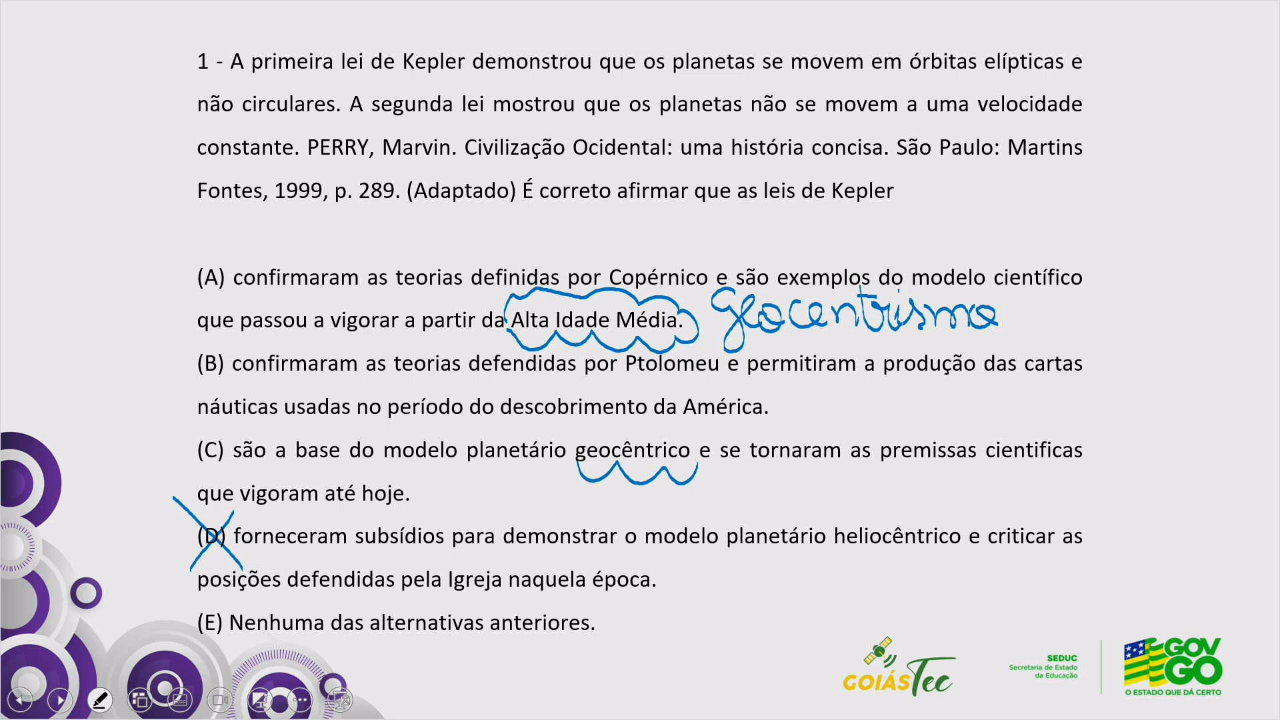 1 - A primeira lei de Kepler demonstrou que os planetas se movem em órbitas elípticas e
não circulares. A segunda lei mostrou que os planetas não se movem a uma velocidade
constante. PERRY, Marvin. Civilização Ocidental: uma história concisa. São Paulo: Martins
Fontes, 1999, p. 289. (Adaptado) É correto afirmar que as leis de Kepler
(A) confirmaram as teorias definidas por Copérnico e são exemplos do modelo científico
que passou a vigorar a partir da Alta Idade Média. Geocentrismo
(B) confirmaram as teorias defendidas por Ptolomeu e permitiram a produção das cartas
náuticas usadas no período do descobrimento da América.
(C) são a base do modelo planetário geocêntrico e se tornaram as premissas cientificas
que vigoram até hoje.
(D) forneceram subsídios para demonstrar o modelo planetário heliocêntrico e criticar as
posições defendidas pela Igreja naquela época.
(E) Nenhuma das alternativas anteriores.
GOIÁSTec
SEDUC
Secretaria de Estado
da Educação
GOV
GO
O ESTADO QUE DÁ CERTO